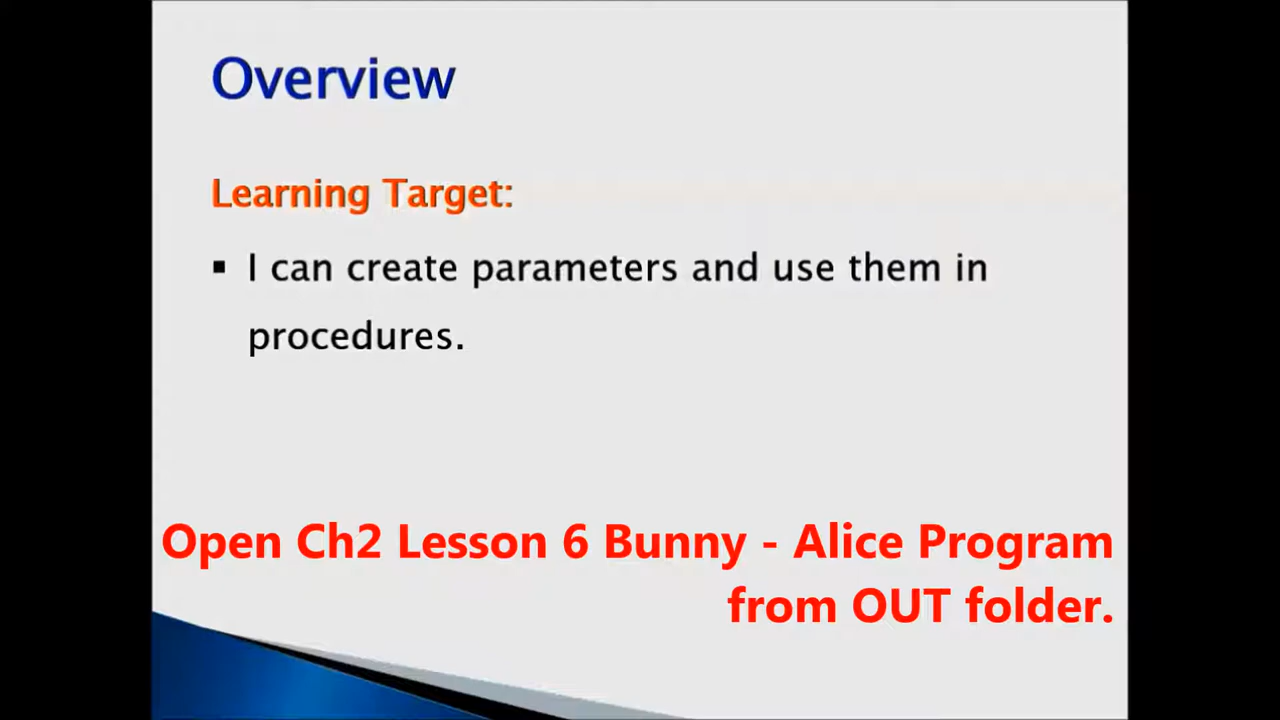 Overview
Learning Target:
▪ I can create parameters and use them in
procedures.
Open Ch2 Lesson 6 Bunny - Alice Program
from OUT folder.